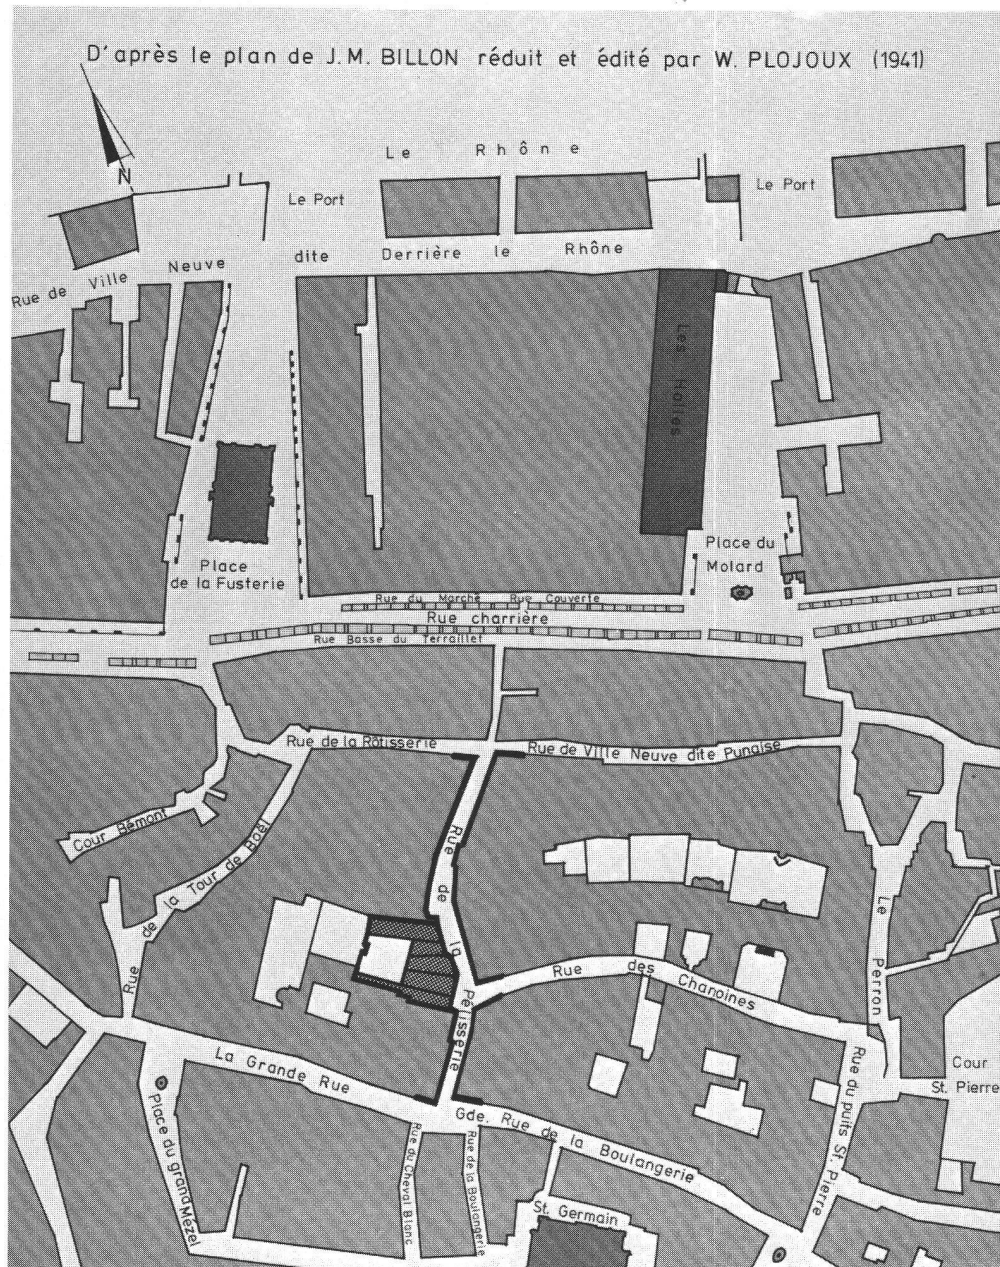 D'après le plan de J.M. BILLON réduit et édité par W. PLOJOUX (1941)
N
Le Rhône
Le Port
Le Port
Rue de Ville Neuve dite Derrière le Rhône
Les Halles
Place
de la Fusterie
Place du
Molard
Rue du Marché Rue Couverte
Rue charrière
Rue Basse du Terraillet
Rue de la Rôtisserie
Rue de Ville Neuve dite Punaise
Cour Bémont
Rue de la Tour de Boël
Rue de la Pélisserie
Rue des Chanoines
Le Perron
La Grande Rue
Place du grand Mézel
Gde. Rue de la Boulangerie
Rue du Cheval Blanc
Rue de la Boulangerie
St. Germain
Rue du puits St. Pierre
Cour
St. Pierre